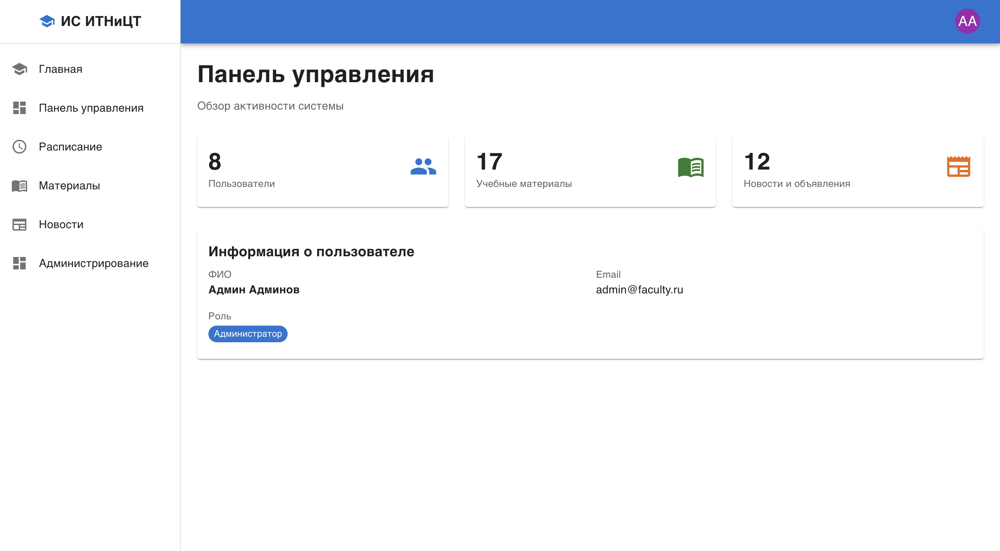 ИС ИТНиЦТ
AA
Главная
Панель управления
Расписание
Материалы
Новости
Администрирование
Панель управления
Обзор активности системы
8
Пользователи
17
Учебные материалы
12
Новости и объявления
Информация о пользователе
ФИО
Админ Админов
Email
admin@faculty.ru
Роль
Администратор